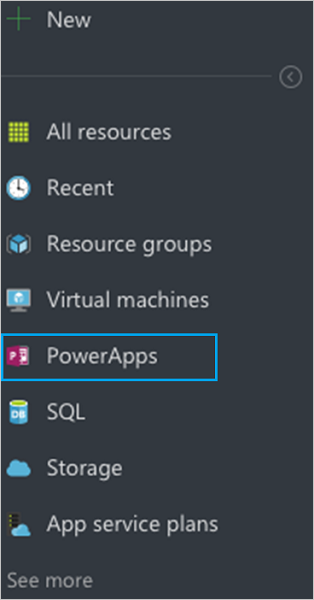 New
All resources
Recent
Resource groups
Virtual machines
PowerApps
SQL
Storage
App service plans
See more